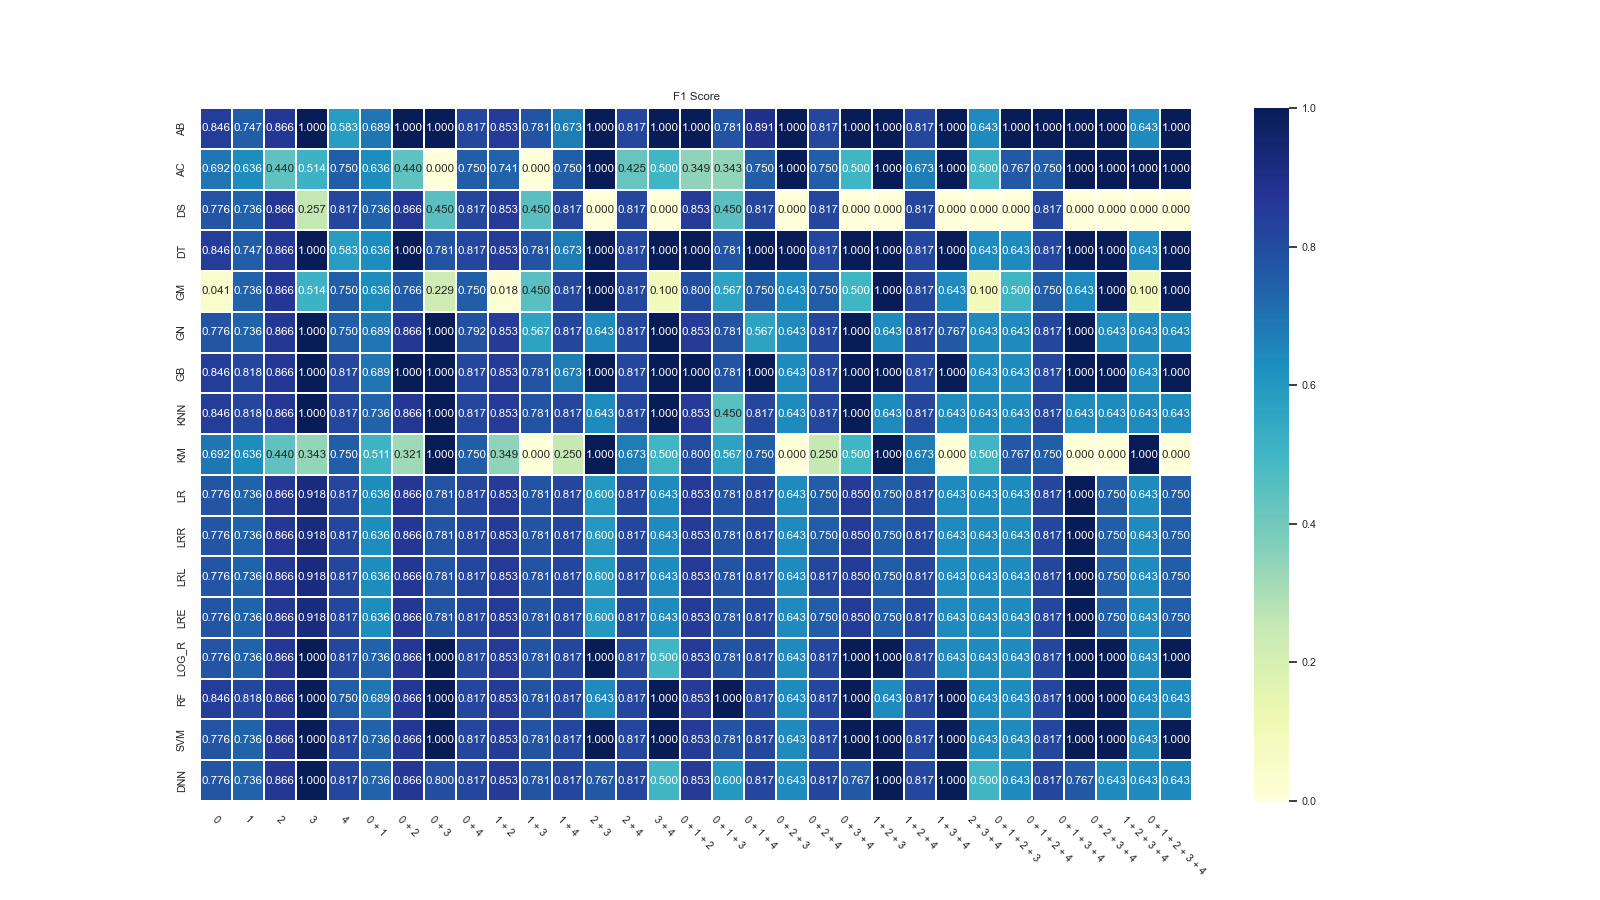 F1 Score
AB 0.846 0.747 0.866 1.000 0.583 0.689 1.000 1.000 0.817 0.853 0.781 0.673 1.000 0.817 1.000 1.000 0.781 0.891 1.000 0.817 1.000 1.000 0.817 1.000 0.643 1.000 1.000 1.000 1.000 0.643 1.000
AC 0.692 0.636 0.440 0.514 0.750 0.636 0.440 0.000 0.750 0.741 0.000 0.750 1.000 0.425 0.500 0.349 0.343 0.750 1.000 0.750 0.500 1.000 0.673 1.000 0.500 0.767 0.750 1.000 1.000 1.000 1.000
DS 0.776 0.736 0.866 0.257 0.817 0.736 0.866 0.450 0.817 0.853 0.450 0.817 0.000 0.817 0.000 0.853 0.450 0.817 0.000 0.817 0.000 0.000 0.817 0.000 0.000 0.000 0.817 0.000 0.000 0.000 0.000
DT 0.846 0.747 0.866 1.000 0.583 0.636 1.000 0.781 0.817 0.853 0.781 0.673 1.000 0.817 1.000 1.000 0.781 1.000 1.000 0.817 1.000 1.000 0.817 1.000 0.643 0.643 0.817 1.000 1.000 0.643 1.000
GM 0.041 0.736 0.866 0.514 0.750 0.636 0.766 0.229 0.750 0.018 0.450 0.817 1.000 0.817 0.100 0.800 0.567 0.750 0.643 0.750 0.500 1.000 0.817 0.643 0.100 0.500 0.750 0.643 1.000 0.100 1.000
GN 0.776 0.736 0.866 1.000 0.750 0.689 0.866 1.000 0.792 0.853 0.567 0.817 0.643 0.817 1.000 0.853 0.781 0.567 0.643 0.817 1.000 0.643 0.817 0.767 0.643 0.643 0.817 1.000 0.643 0.643 0.643
GB 0.846 0.818 0.866 1.000 0.817 0.689 1.000 1.000 0.817 0.853 0.781 0.673 1.000 0.817 1.000 1.000 0.781 1.000 0.643 0.817 1.000 1.000 0.817 1.000 0.643 0.643 0.817 1.000 1.000 0.643 1.000
KNN 0.846 0.818 0.866 1.000 0.817 0.736 0.866 1.000 0.817 0.853 0.781 0.817 0.643 0.817 1.000 0.853 0.450 0.817 0.643 0.817 1.000 0.643 0.817 0.643 0.643 0.643 0.817 0.643 0.643 0.643 0.643
KM 0.692 0.636 0.440 0.343 0.750 0.511 0.321 1.000 0.750 0.349 0.000 0.250 1.000 0.673 0.500 0.800 0.567 0.750 0.000 0.250 0.500 1.000 0.673 0.000 0.500 0.767 0.750 0.000 0.000 1.000 0.000
LR 0.776 0.736 0.866 0.918 0.817 0.636 0.866 0.781 0.817 0.853 0.781 0.817 0.600 0.817 0.643 0.853 0.781 0.817 0.643 0.750 0.850 0.750 0.817 0.643 0.643 0.643 0.817 1.000 0.750 0.643 0.750
LRR 0.776 0.736 0.866 0.918 0.817 0.636 0.866 0.781 0.817 0.853 0.781 0.817 0.600 0.817 0.643 0.853 0.781 0.817 0.643 0.750 0.850 0.750 0.817 0.643 0.643 0.643 0.817 1.000 0.750 0.643 0.750
LRL 0.776 0.736 0.866 0.918 0.817 0.636 0.866 0.781 0.817 0.853 0.781 0.817 0.600 0.817 0.643 0.853 0.781 0.817 0.643 0.817 0.850 0.750 0.817 0.643 0.643 0.643 0.817 1.000 0.750 0.643 0.750
LRE 0.776 0.736 0.866 0.918 0.817 0.636 0.866 0.781 0.817 0.853 0.781 0.817 0.600 0.817 0.643 0.853 0.781 0.817 0.643 0.750 0.850 0.750 0.817 0.643 0.643 0.643 0.817 1.000 0.750 0.643 0.750
LOG_R 0.776 0.736 0.866 1.000 0.817 0.736 0.866 1.000 0.817 0.853 0.781 0.817 1.000 0.817 0.500 0.853 0.781 0.817 0.643 0.817 1.000 1.000 0.817 0.643 0.643 0.643 0.817 1.000 1.000 0.643 1.000
RF 0.846 0.818 0.866 1.000 0.750 0.689 0.866 1.000 0.817 0.853 0.781 0.817 0.643 0.817 1.000 0.853 1.000 0.817 0.643 0.817 1.000 0.643 0.817 1.000 0.643 0.643 0.817 1.000 1.000 0.643 0.643
SVM 0.776 0.736 0.866 1.000 0.817 0.736 0.866 1.000 0.817 0.853 0.781 0.817 1.000 0.817 1.000 0.853 0.781 0.817 0.643 0.817 1.000 1.000 0.817 1.000 0.643 0.643 0.817 1.000 1.000 0.643 1.000
DNN 0.776 0.736 0.866 1.000 0.817 0.736 0.866 0.800 0.817 0.853 0.781 0.817 0.767 0.817 0.500 0.853 0.600 0.817 0.643 0.817 0.767 1.000 0.817 1.000 0.500 0.643 0.817 0.767 0.643 0.643 0.643
0
1
2
3
4
0 + 1
0 + 2
0 + 3
0 + 4
1 + 2
1 + 3
1 + 4
2 + 3
2 + 4
3 + 4
0 + 1 + 2
0 + 1 + 3
0 + 1 + 4
0 + 2 + 3
0 + 2 + 4
0 + 3 + 4
1 + 2 + 3
1 + 2 + 4
1 + 3 + 4
2 + 3 + 4
0 + 1 + 2 + 3
0 + 1 + 2 + 4
0 + 1 + 3 + 4
0 + 2 + 3 + 4
1 + 2 + 3 + 4
0 + 1 + 2 + 3 + 4
1.0
0.8
0.6
0.4
0.2
0.0